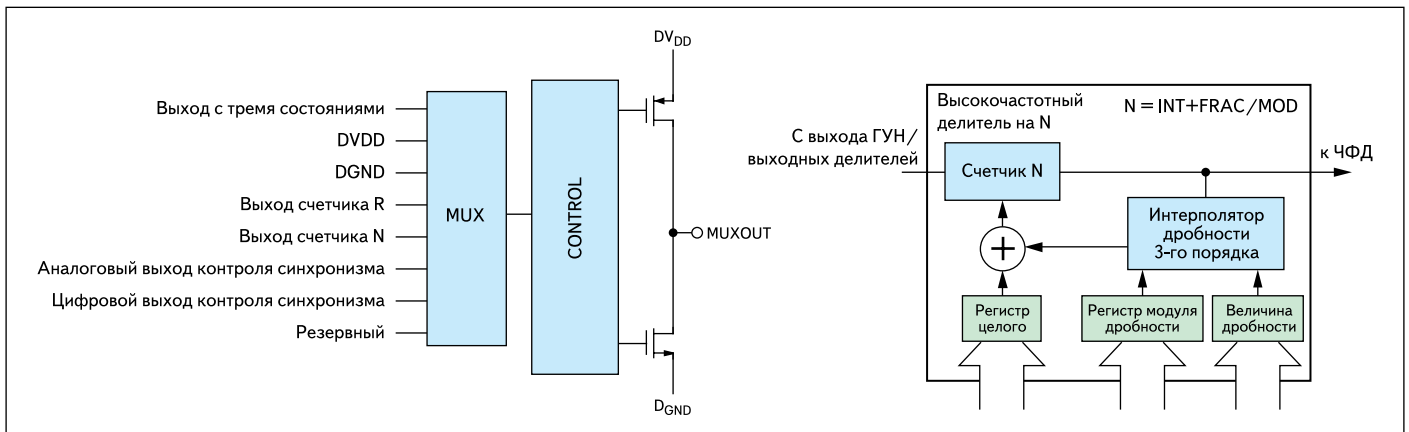 Выход с тремя состояниями
DVDD
DGND
Выход счетчика R
Выход счетчика N
Аналоговый выход контроля синхронизма
Цифровой выход контроля синхронизма
Резервный
MUX
CONTROL
DVDD
MUXOUT
DGND
С выхода ГУН/
выходных делителей
Высокочастотный
делитель на N
N = INT+FRAC/MOD
Счетчик N
к ЧФД
Интерполятор
дробности
3-го порядка
+
Регистр
целого
Регистр модуля
дробности
Величина
дробности